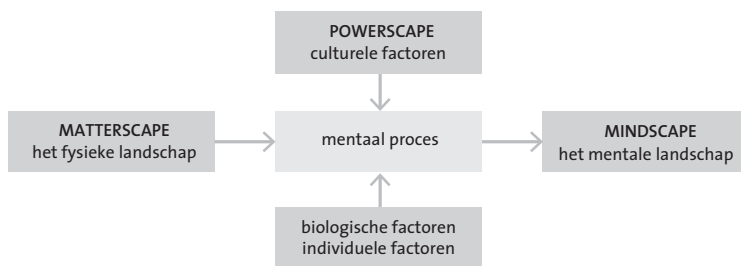 POWERSCAPE
culturele factoren
MATTERSCAPE
het fysieke landschap
mentaal proces
MINDSCAPE
het mentale landschap
biologische factoren
individuele factoren